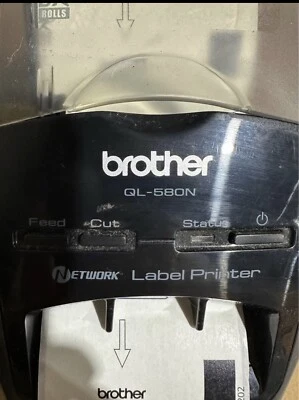 ROLLS
brother
QL-580N
Feed Cut Status
NETWORK Label Printer
brother